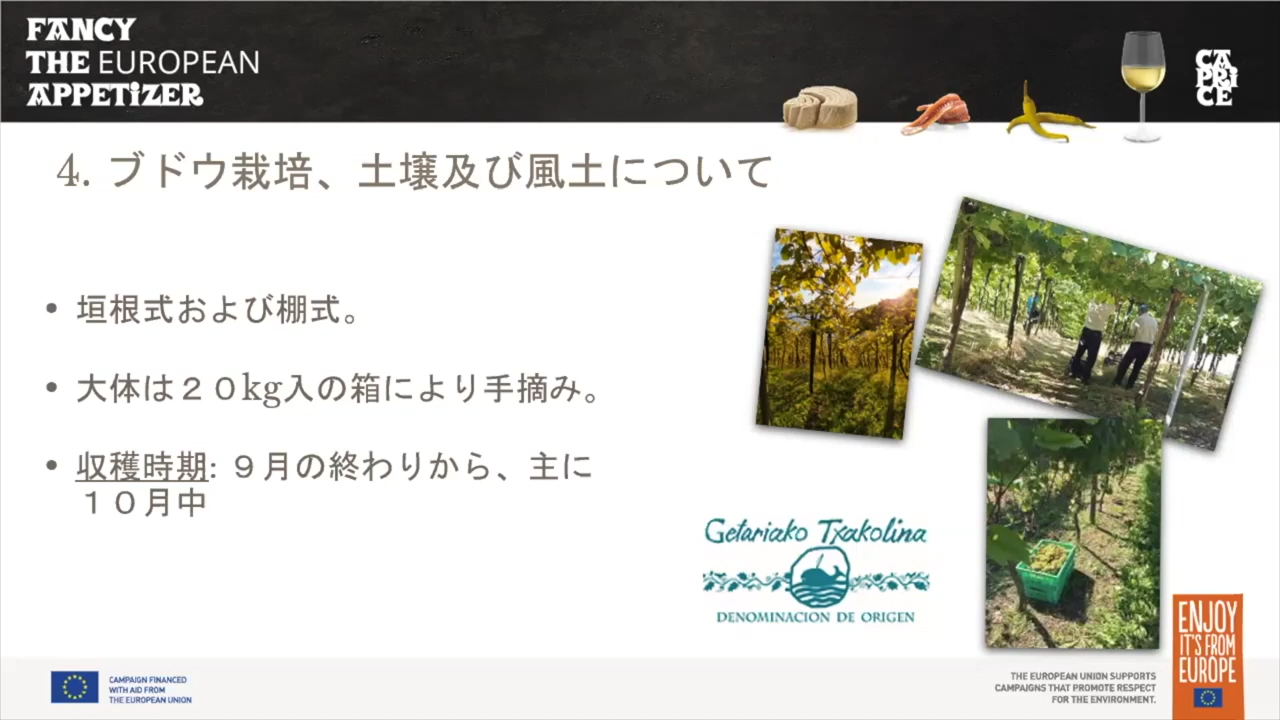 FANCY
THE EUROPEAN
APPETiZER
CA
PRI
CE
4. ブドウ栽培、土壌及び風土について
• 垣根式および棚式。
• 大体は２０kg入の箱により手摘み。
• 収穫時期: ９月の終わりから、主に
１０月中
Getariako Txakolina
DENOMINACION DE ORIGEN
CAMPAIGN FINANCED
WITH AID FROM
THE EUROPEAN UNION
THE EUROPEAN UNION SUPPORTS
CAMPAIGNS THAT PROMOTE RESPECT
FOR THE ENVIRONMENT.
ENJOY
IT'S FROM
EUROPE